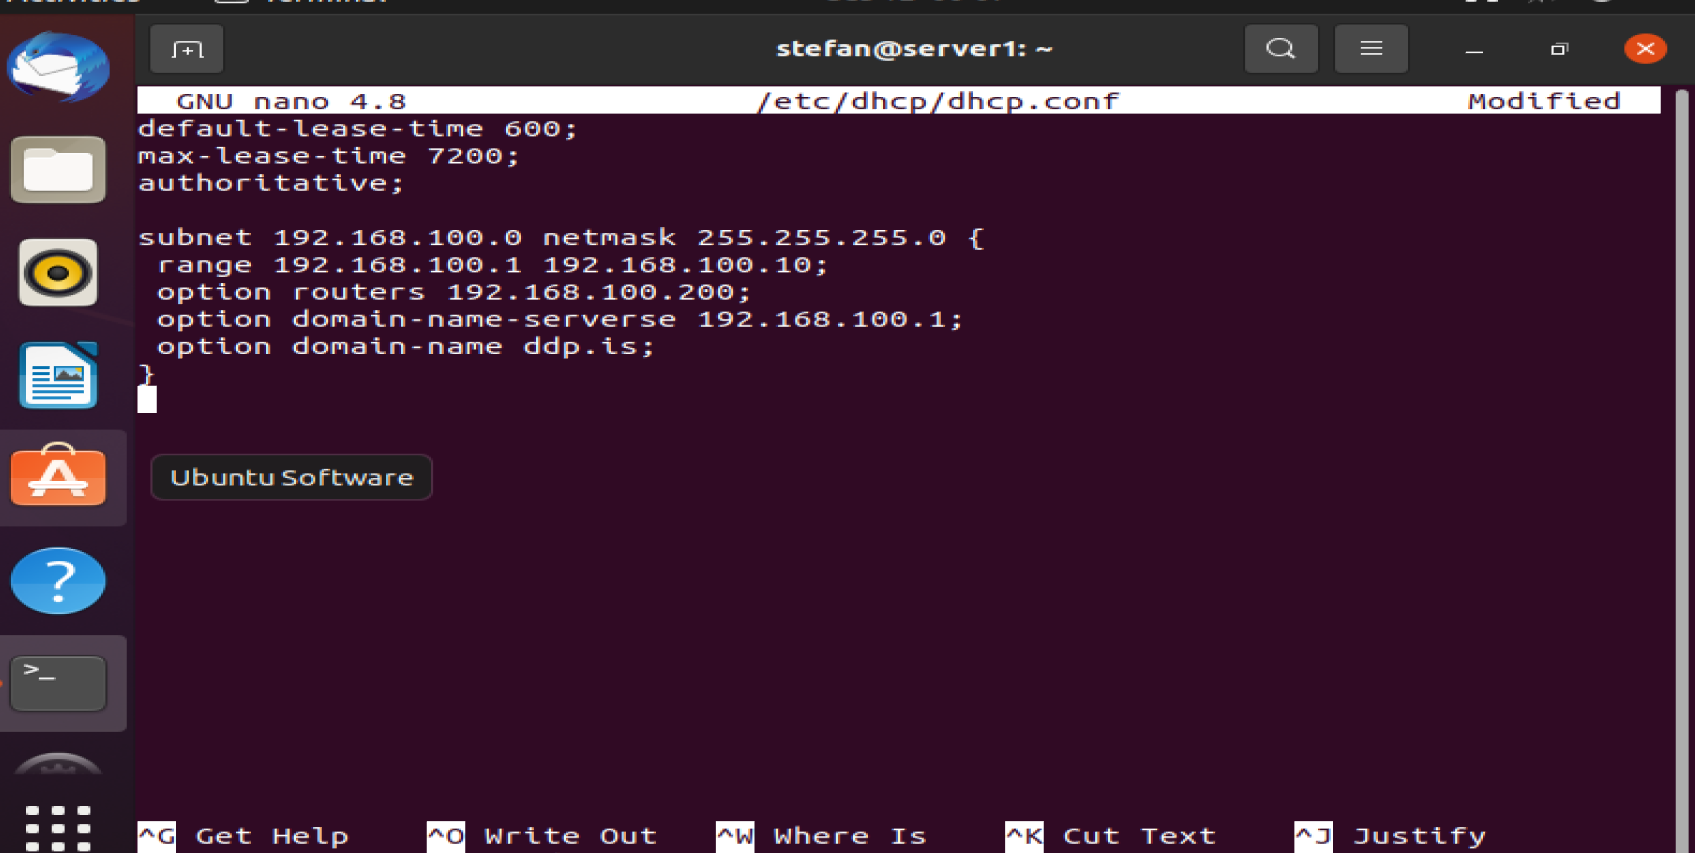 stefan@server1: ~
GNU nano 4.8 /etc/dhcp/dhcp.conf Modified
default-lease-time 600;
max-lease-time 7200;
authoritative;
subnet 192.168.100.0 netmask 255.255.255.0 {
range 192.168.100.1 192.168.100.10;
option routers 192.168.100.200;
option domain-name-serverse 192.168.100.1;
option domain-name ddp.is;
}
Ubuntu Software
^G Get Help ^O Write Out ^W Where Is ^K Cut Text ^J Justify